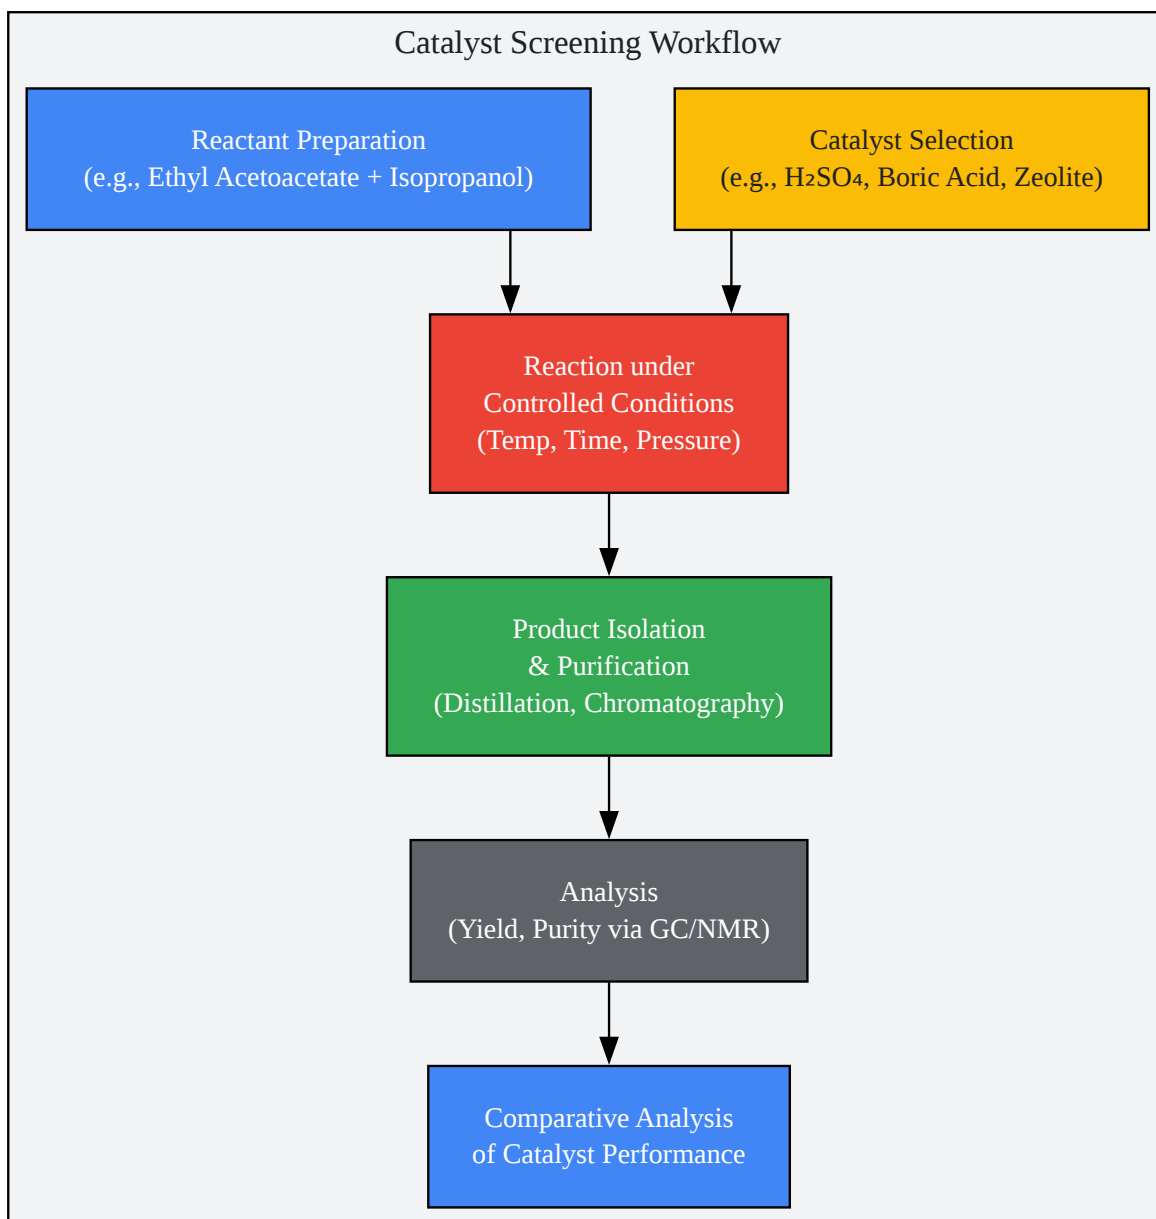 Catalyst Screening Workflow
Reactant Preparation
(e.g., Ethyl Acetoacetate + Isopropanol)
Catalyst Selection
(e.g., H₂SO₄, Boric Acid, Zeolite)
Reaction under
Controlled Conditions
(Temp, Time, Pressure)
Product Isolation
& Purification
(Distillation, Chromatography)
Analysis
(Yield, Purity via GC/NMR)
Comparative Analysis
of Catalyst Performance